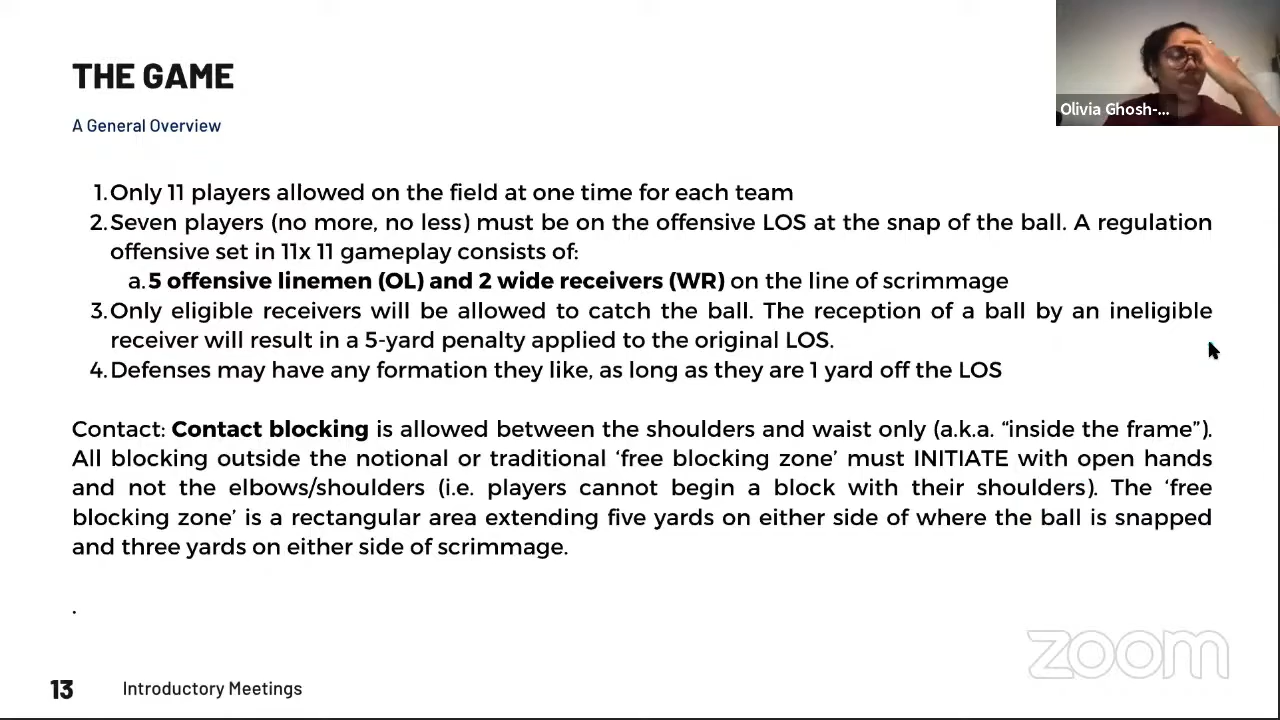 THE GAME
A General Overview
Olivia Ghosh-...
1. Only 11 players allowed on the field at one time for each team
2. Seven players (no more, no less) must be on the offensive LOS at the snap of the ball. A regulation
offensive set in 11x 11 gameplay consists of:
a. 5 offensive linemen (OL) and 2 wide receivers (WR) on the line of scrimmage
3. Only eligible receivers will be allowed to catch the ball. The reception of a ball by an ineligible
receiver will result in a 5-yard penalty applied to the original LOS.
4. Defenses may have any formation they like, as long as they are 1 yard off the LOS
Contact: Contact blocking is allowed between the shoulders and waist only (a.k.a. “inside the frame”).
All blocking outside the notional or traditional ‘free blocking zone’ must INITIATE with open hands
and not the elbows/shoulders (i.e. players cannot begin a block with their shoulders). The ‘free
blocking zone’ is a rectangular area extending five yards on either side of where the ball is snapped
and three yards on either side of scrimmage.
.
zoom
13 Introductory Meetings